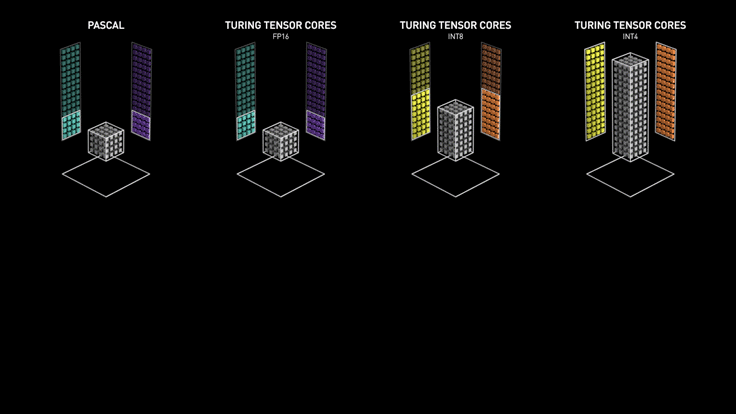 PASCAL
TURING TENSOR CORES
FP16
TURING TENSOR CORES
INT8
TURING TENSOR CORES
INT4